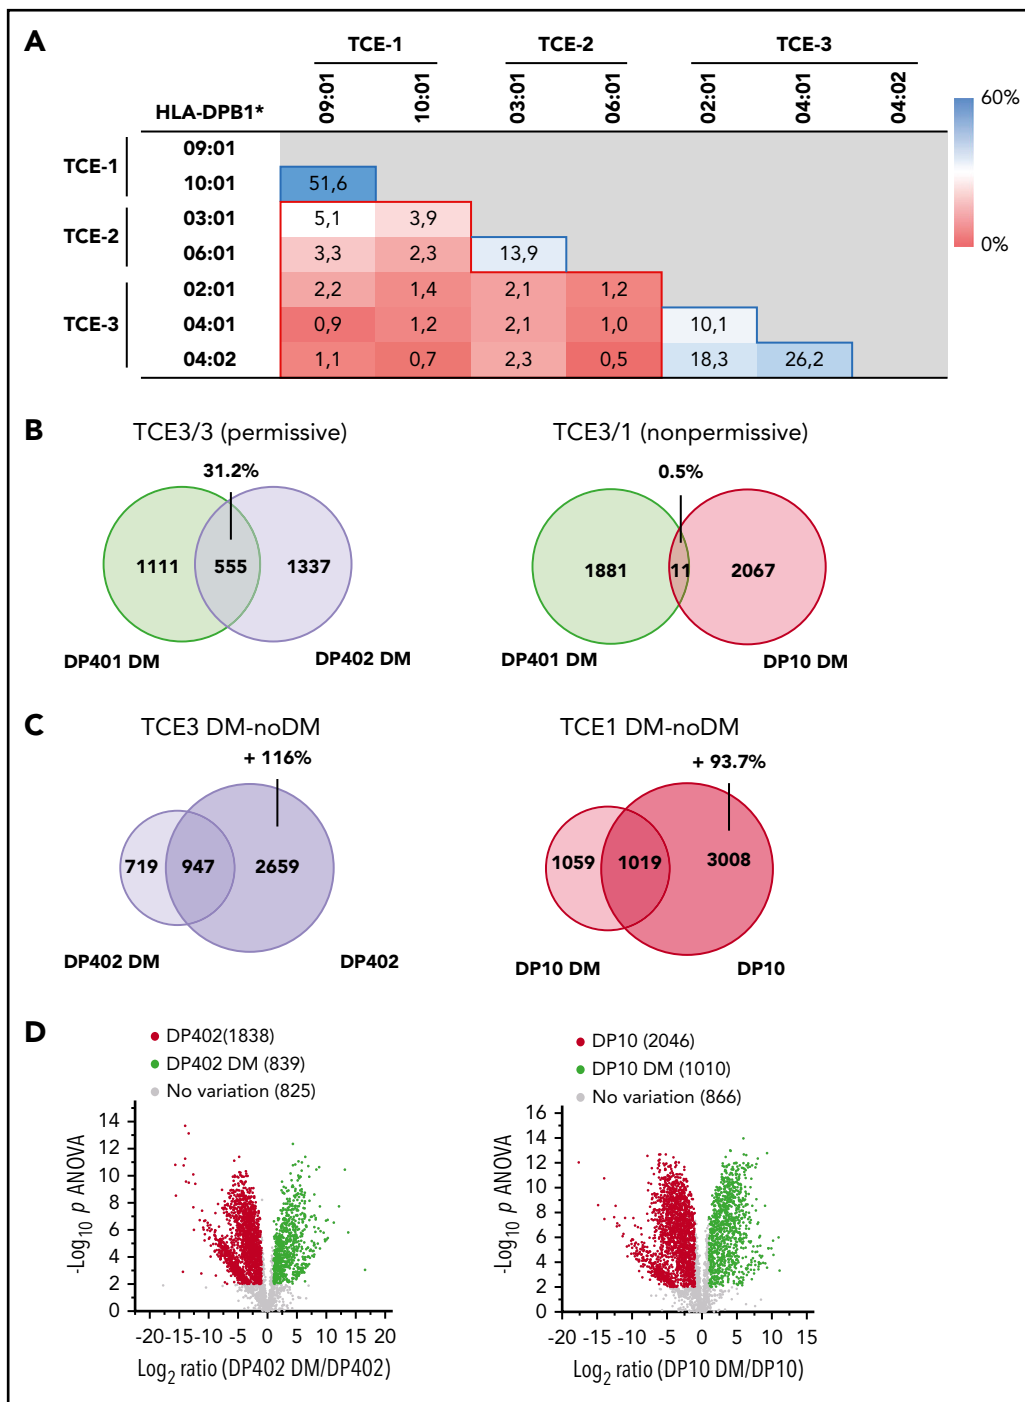 A
TCE-1 TCE-2 TCE-3
HLA-DPB1* 09:01 10:01 03:01 06:01 02:01 04:01 04:02
60%
0%
TCE-1
09:01
10:01 51,6
TCE-2
03:01 5,1 3,9
06:01 3,3 2,3 13,9
TCE-3
02:01 2,2 1,4 2,1 1,2
04:01 0,9 1,2 2,1 1,0 10,1
04:02 1,1 0,7 2,3 0,5 18,3 26,2
B
TCE3/3 (permissive)
31.2%
1111 555 1337
DP401 DM DP402 DM
TCE3/1 (nonpermissive)
0.5%
1881 11 2067
DP401 DM DP10 DM
C
TCE3 DM-noDM
+ 116%
719 947 2659
DP402 DM DP402
TCE1 DM-noDM
+ 93.7%
1059 1019 3008
DP10 DM DP10
D
DP402(1838)
DP402 DM (839)
No variation (825)
-Log10 p ANOVA
14
12
10
8
6
4
2
0
-20 -15 -10 -5 0 5 10 15 20
Log2 ratio (DP402 DM/DP402)
DP10 (2046)
DP10 DM (1010)
No variation (866)
-Log10 p ANOVA
16
14
12
10
8
6
4
2
0
-20 -15 -10 -5 0 5 10 15
Log2 ratio (DP10 DM/DP10)